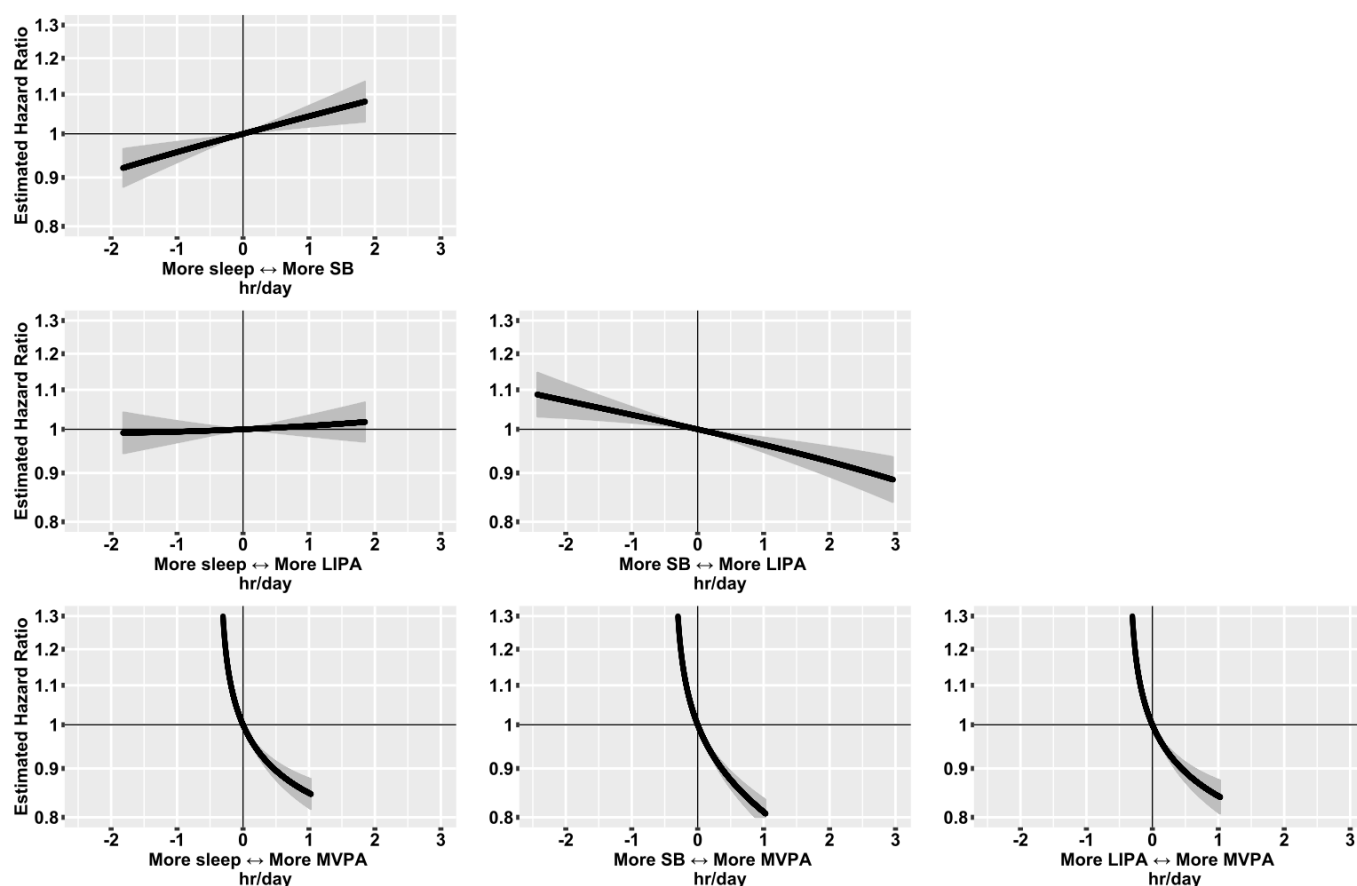 Estimated Hazard Ratio
1.3
1.2
1.1
1
0.9
0.8
-2 -1 0 1 2 3
More sleep ↔ More SB
hr/day
Estimated Hazard Ratio
1.3
1.2
1.1
1
0.9
0.8
-2 -1 0 1 2 3
More sleep ↔ More LIPA
hr/day
1.3
1.2
1.1
1
0.9
0.8
-2 -1 0 1 2 3
More SB ↔ More LIPA
hr/day
Estimated Hazard Ratio
1.3
1.2
1.1
1
0.9
0.8
-2 -1 0 1 2 3
More sleep ↔ More MVPA
hr/day
1.3
1.2
1.1
1
0.9
0.8
-2 -1 0 1 2 3
More SB ↔ More MVPA
hr/day
1.3
1.2
1.1
1
0.9
0.8
-2 -1 0 1 2 3
More LIPA ↔ More MVPA
hr/day